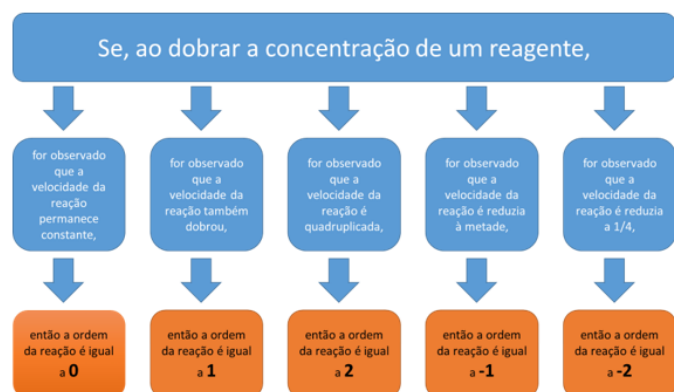 Se, ao dobrar a concentração de um reagente,
for observado
que a
velocidade da
reação
permanece
constante,
for observado
que a
velocidade da
reação também
dobrou,
for observado
que a
velocidade da
reação é
quadruplicada,
for observado
que a
velocidade da
reação é reduzia
à metade,
for observado
que a
velocidade da
reação é reduzia
a 1/4,
então a ordem
da reação é igual
a 0
então a ordem
da reação é igual
a 1
então a ordem
da reação é igual
a 2
então a ordem
da reação é igual
a -1
então a ordem
da reação é igual
a -2